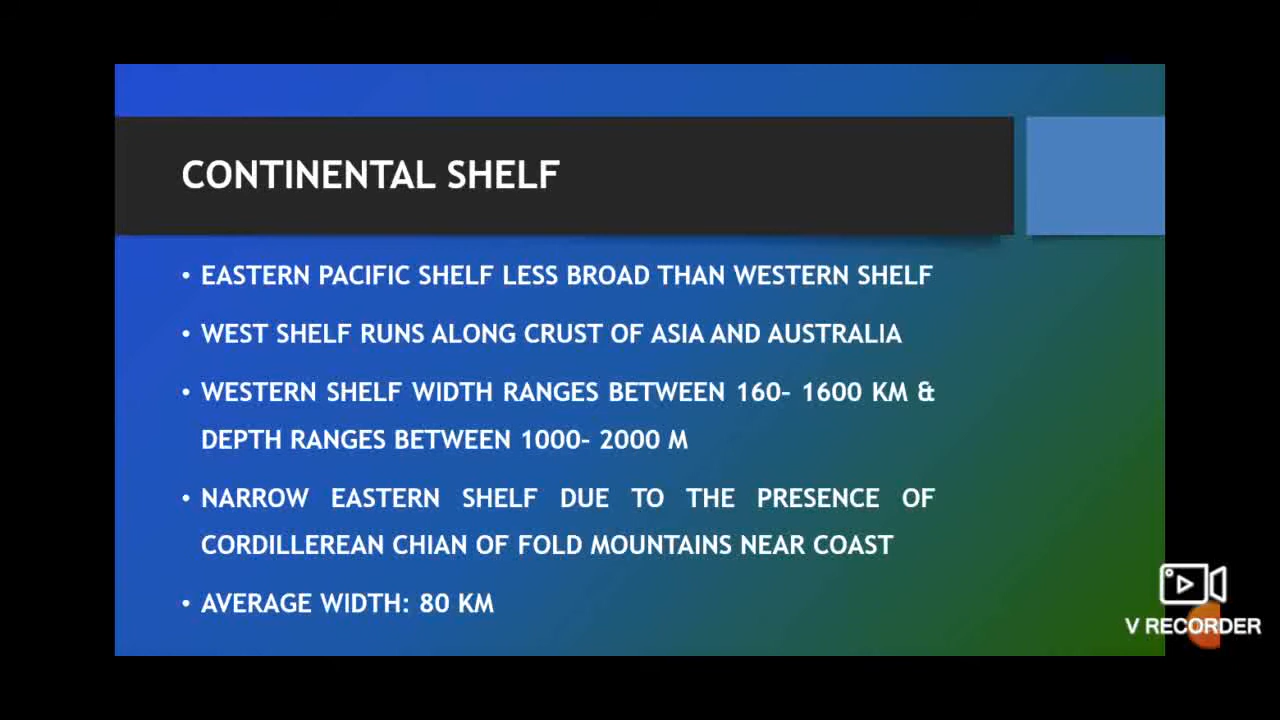 CONTINENTAL SHELF
• EASTERN PACIFIC SHELF LESS BROAD THAN WESTERN SHELF
• WEST SHELF RUNS ALONG CRUST OF ASIA AND AUSTRALIA
• WESTERN SHELF WIDTH RANGES BETWEEN 160– 1600 KM &
DEPTH RANGES BETWEEN 1000– 2000 M
• NARROW EASTERN SHELF DUE TO THE PRESENCE OF
CORDILLEREAN CHIAN OF FOLD MOUNTAINS NEAR COAST
• AVERAGE WIDTH: 80 KM
V RECORDER